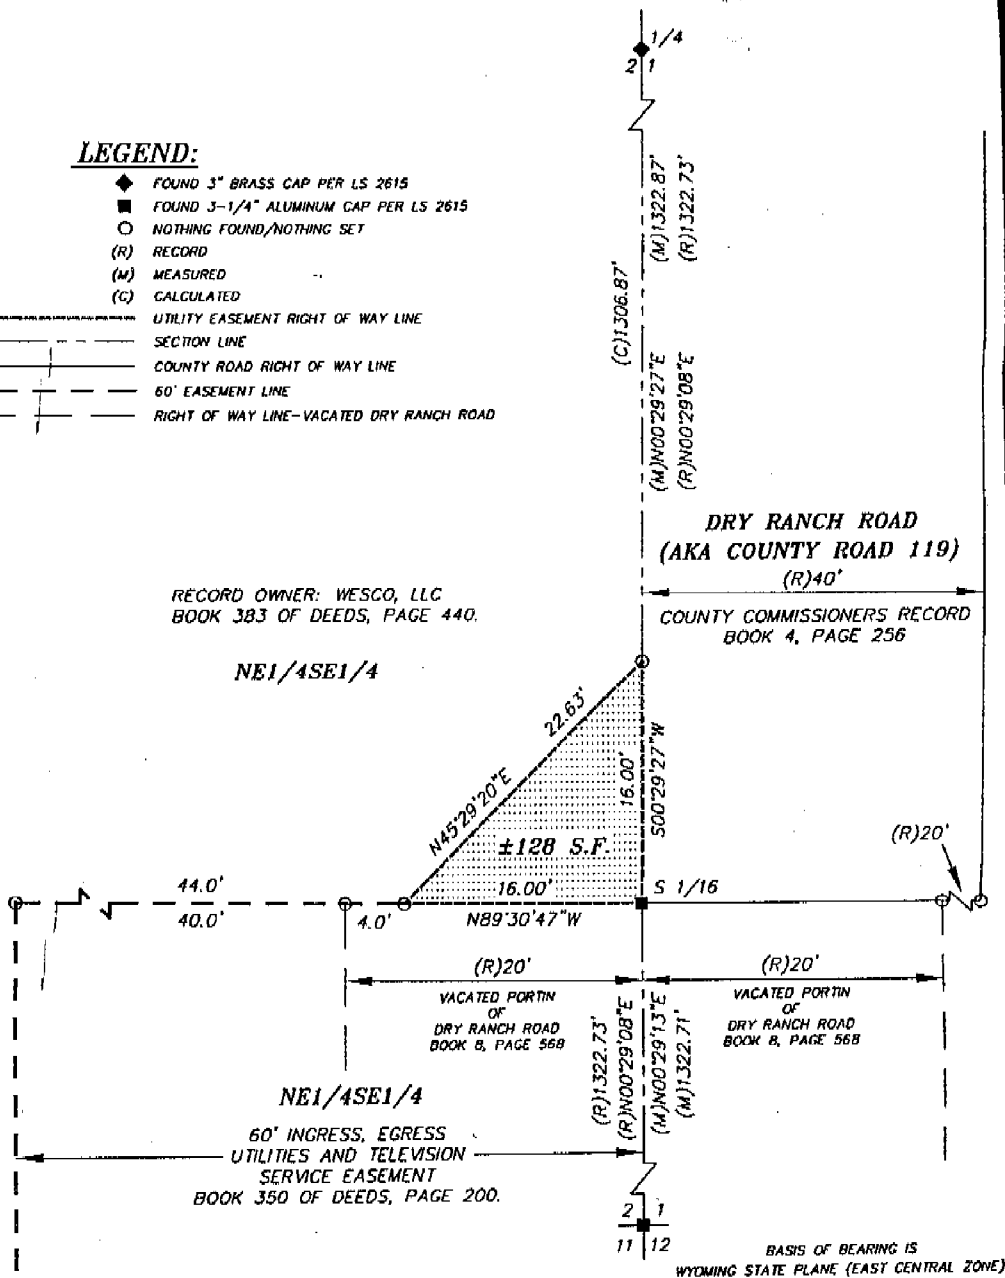 1/4
2 1
LEGEND:
FOUND 3" BRASS CAP PER LS 2615
FOUND 3-1/4" ALUMINUM CAP PER LS 2615
NOTHING FOUND/NOTHING SET
(R) RECORD
(M) MEASURED
(C) CALCULATED
UTILITY EASEMENT RIGHT OF WAY LINE
SECTION LINE
COUNTY ROAD RIGHT OF WAY LINE
60' EASEMENT LINE
RIGHT OF WAY LINE-VACATED DRY RANCH ROAD
(M)1322.87'
(R)1322.73'
(C)1306.87'
(M)N00°29'27"E
(R)N00°29'08"E
DRY RANCH ROAD
(AKA COUNTY ROAD 119)
(R)40'
COUNTY COMMISSIONERS RECORD
BOOK 4, PAGE 256
RECORD OWNER: WESCO, LLC
BOOK 383 OF DEEDS, PAGE 440.
NE1/4SE1/4
22.63'
N45°29'20"E
16.00'
S00°29'27"W
±128 S.F.
(R)20'
44.0'
16.00'
S 1/16
40.0'
4.0'
N89°30'47"W
(R)20'
VACATED PORTIN
OF
DRY RANCH ROAD
BOOK 8, PAGE 568
(R)20'
VACATED PORTIN
OF
DRY RANCH ROAD
BOOK 8, PAGE 568
(R)1322.73'
(R)N00°29'08"E
(M)N00°29'13"E
(M)1322.71'
NE1/4SE1/4
60' INGRESS, EGRESS
UTILITIES AND TELEVISION
SERVICE EASEMENT
BOOK 350 OF DEEDS, PAGE 200.
2 1
11 12
BASIS OF BEARING IS
WYOMING STATE PLANE (EAST CENTRAL ZONE)